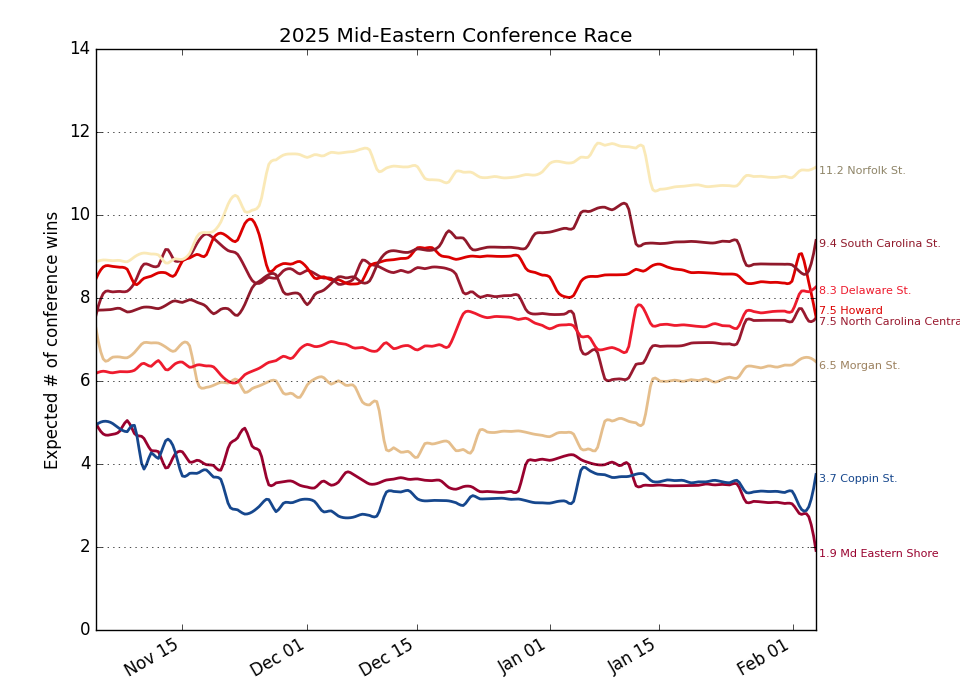 2025 Mid-Eastern Conference Race
Expected # of conference wins
14
12
10
8
6
4
2
0
11.2 Norfolk St.
9.4 South Carolina St.
8.3 Delaware St.
7.5 Howard
7.5 North Carolina Centra
6.5 Morgan St.
3.7 Coppin St.
1.9 Md Eastern Shore
Nov 15
Dec 01
Dec 15
Jan 01
Jan 15
Feb 01